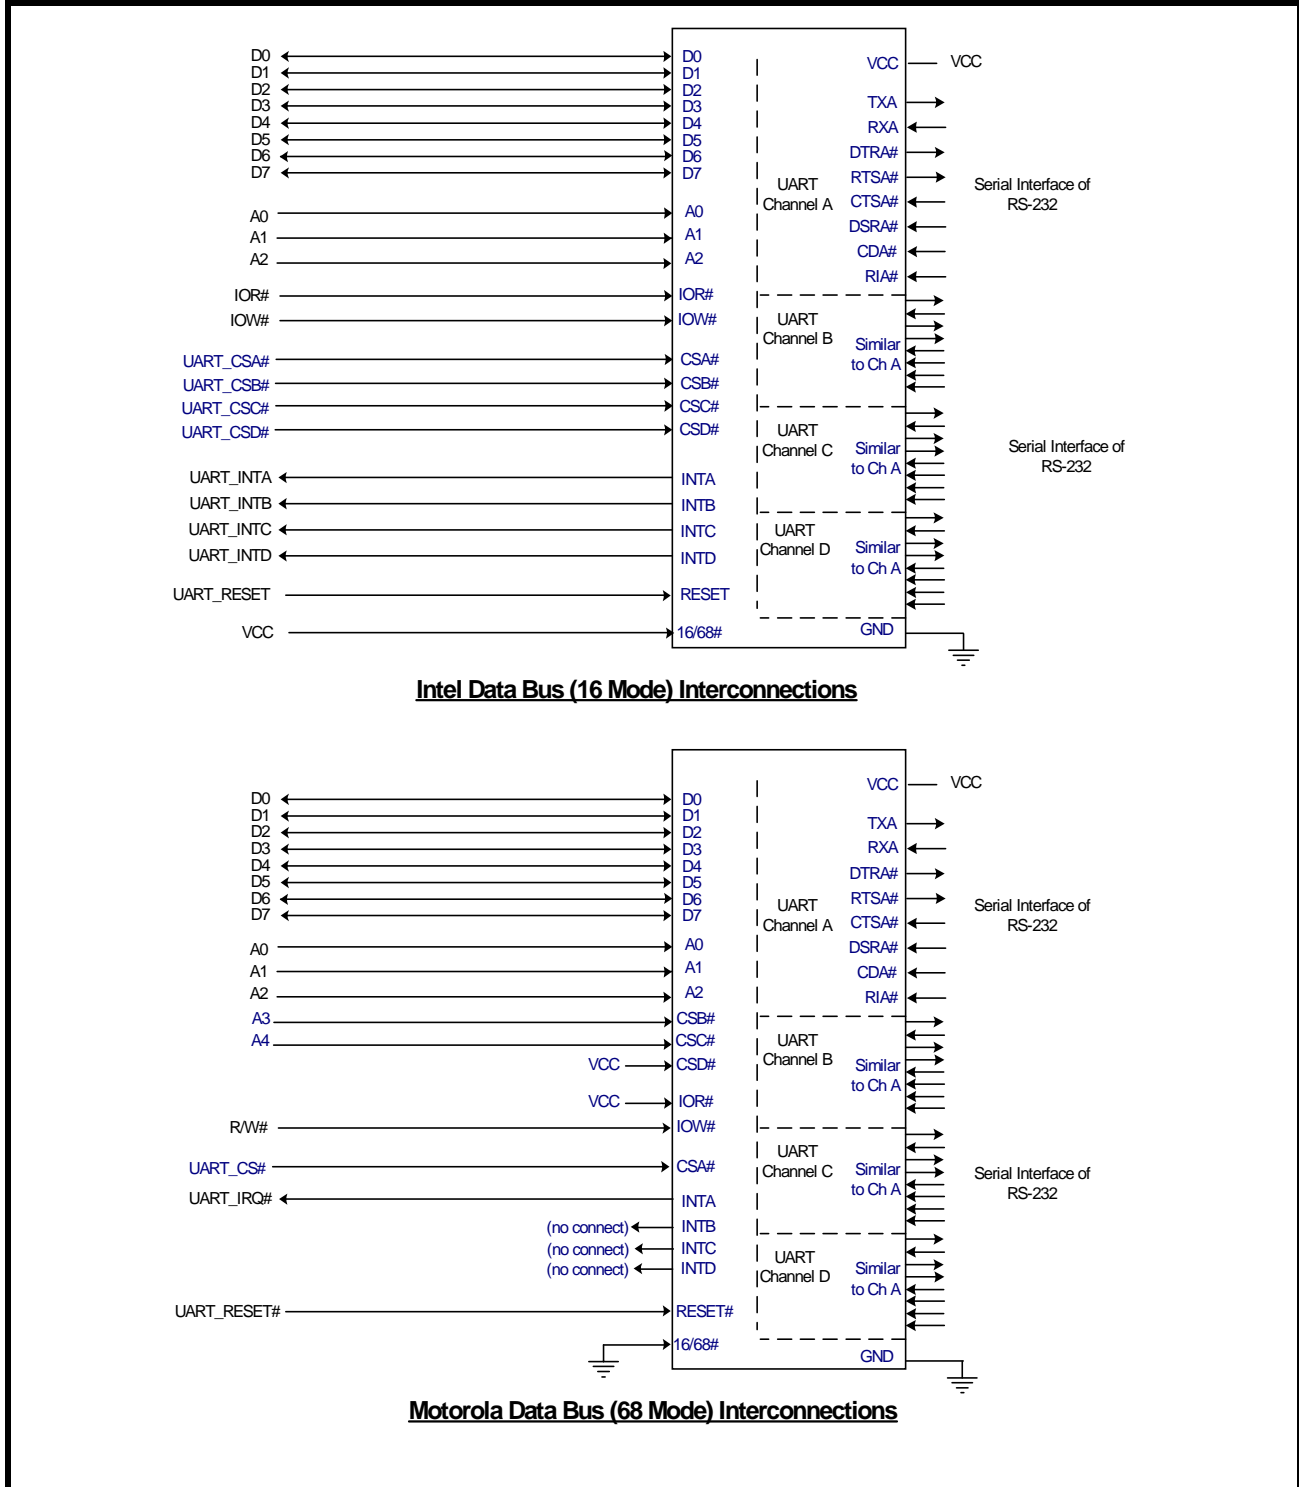 D0 D0 VCC VCC
D1 D1
D2 D2
D3 D3 TXA
D4 D4 RXA
D5 D5
D6 D6 DTRA#
D7 D7 RTSA#
UART
Channel A
Serial Interface of
RS-232
A0 A0 CTSA#
A1 A1 DSRA#
A2 A2 CDA#
RIA#
IOR# IOR#
IOW# IOW#
UART
Channel B
Similar
to Ch A
UART_CSA# CSA#
UART_CSB# CSB#
UART_CSC# CSC#
UART_CSD# CSD#
UART
Channel C
Similar
to Ch A
Serial Interface of
RS-232
UART_INTA INTA
UART_INTB INTB
UART_INTC INTC
UART_INTD INTD
UART
Channel D
Similar
to Ch A
UART_RESET RESET
VCC 16/68# GND
Intel Data Bus (16 Mode) Interconnections
D0 D0 VCC VCC
D1 D1
D2 D2 TXA
D3 D3 RXA
D4 D4
D5 D5 DTRA#
D6 D6 RTSA#
D7 D7
UART
Channel A
Serial Interface of
RS-232
CTSA#
A0 A0 DSRA#
A1 A1 CDA#
A2 A2 RIA#
A3 CSB#
A4 CSC#
VCC CSD#
UART
Channel B
Similar
to Ch A
VCC IOR#
R/W# IOW#
UART_CS# CSA#
UART
Channel C
Similar
to Ch A
Serial Interface of
RS-232
UART_IRQ# INTA
(no connect) INTB
(no connect) INTC
(no connect) INTD
UART
Channel D
Similar
to Ch A
UART_RESET# RESET#
16/68# GND
Motorola Data Bus (68 Mode) Interconnections